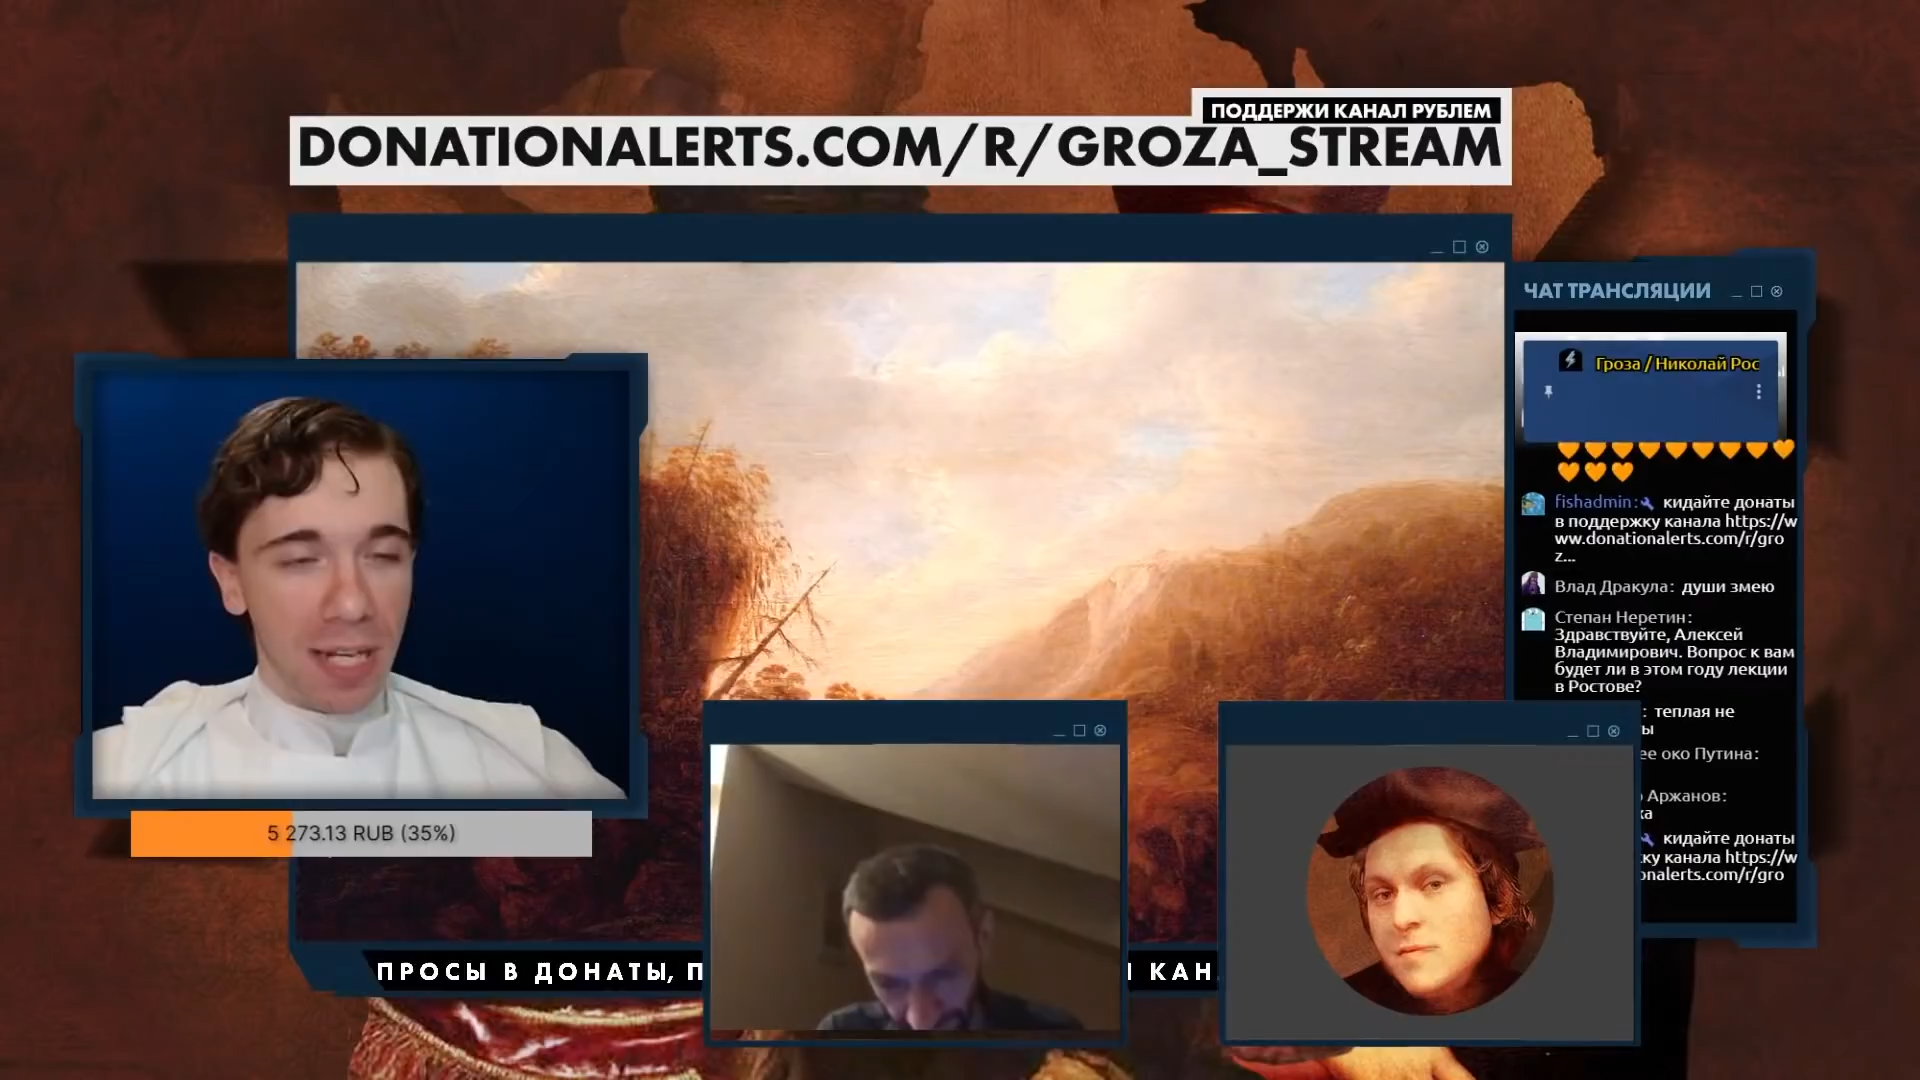 ПОДДЕРЖИ КАНАЛ РУБЛЕМ
DONATIONALERTS.COM/R/GROZA_STREAM
ЧАТ ТРАНСЛЯЦИИ
Гроза / Николай Рос
fishadmin: кидайте донаты
в поддержку канала https://w
ww.donationalerts.com/r/gro
z...
Влад Дракула: души змею
Степан Неретин:
Здравствуйте, Алексей
Владимирович. Вопрос к вам
будет ли в этом году лекции
в Ростове?
: теплая не
ы
ее око Путина:
Аржанов:
ка
кидайте донаты
ку канала https://w
onalerts.com/r/gro
5 273.13 RUB (35%)
ПРОСЫ В ДОНАТЫ, П
КАН